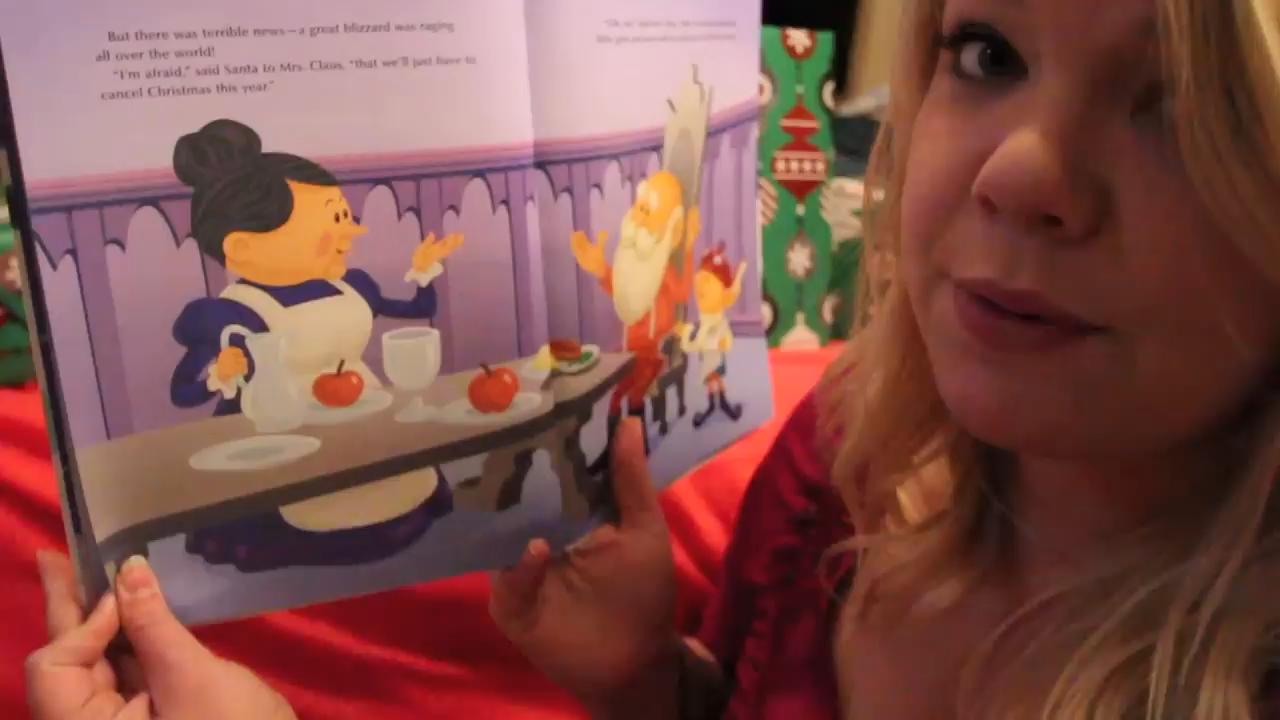 But there was terrible news—a great blizzard was raging
all over the world!
"I'm afraid," said Santa to Mrs. Claus, "that we'll just have to
cancel Christmas this year."